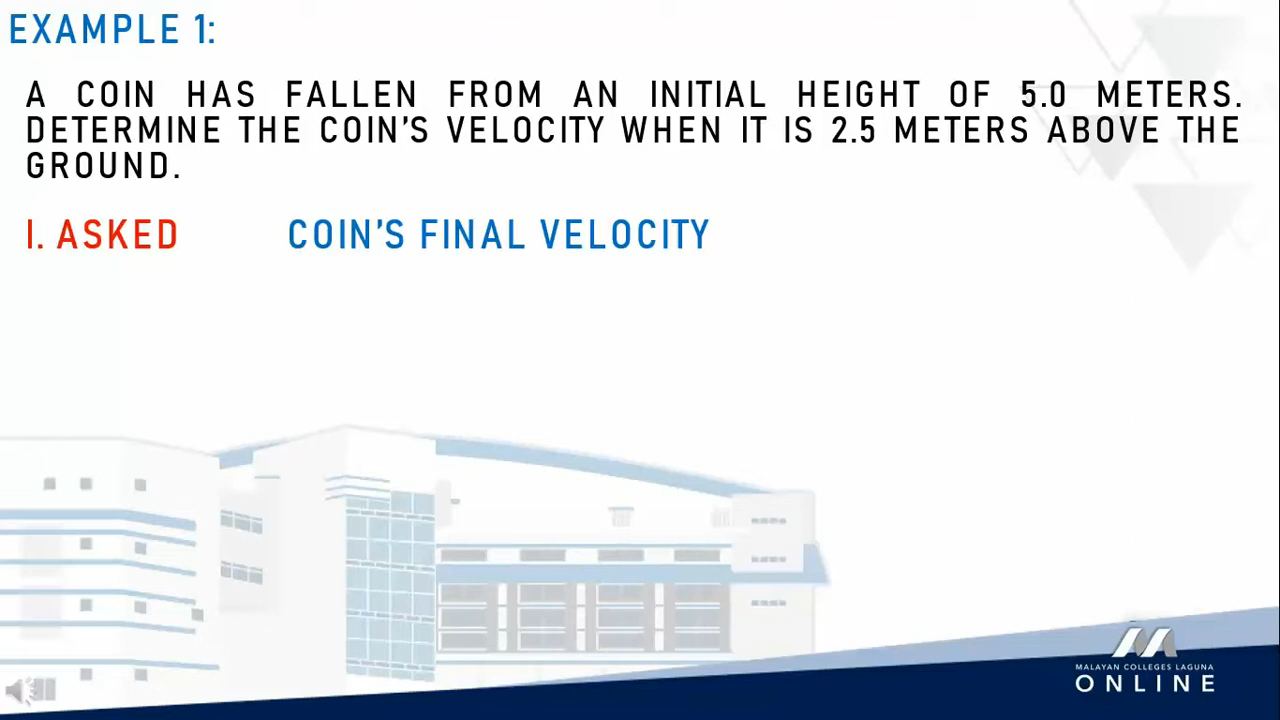 EXAMPLE 1:
A COIN HAS FALLEN FROM AN INITIAL HEIGHT OF 5.0 METERS.
DETERMINE THE COIN'S VELOCITY WHEN IT IS 2.5 METERS ABOVE THE
GROUND.
I. ASKED COIN'S FINAL VELOCITY
MALAYAN COLLEGES LAGUNA
ONLINE